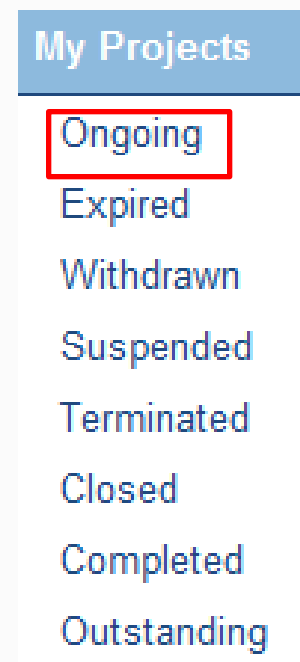 My Projects
Ongoing
Expired
Withdrawn
Suspended
Terminated
Closed
Completed
Outstanding